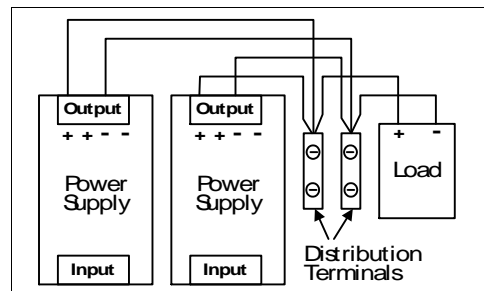 Output
+ + - -
Power
Supply
Input
Output
+ + - -
Power
Supply
Input
+ -
Load
Distribution
Terminals